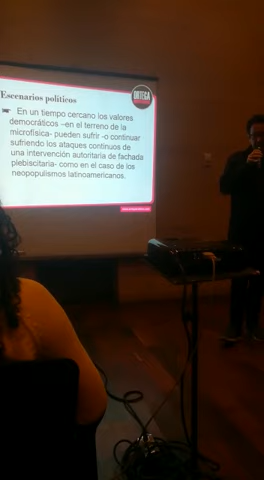 Escenarios políticos
ORTEGA
En un tiempo cercano los valores
democráticos –en el terreno de la
microfísica- pueden sufrir -o continuar
sufriendo los ataques continuos de
una intervención autoritaria de fachada
plebiscitaria- como en el caso de los
neopopulismos latinoamericanos.